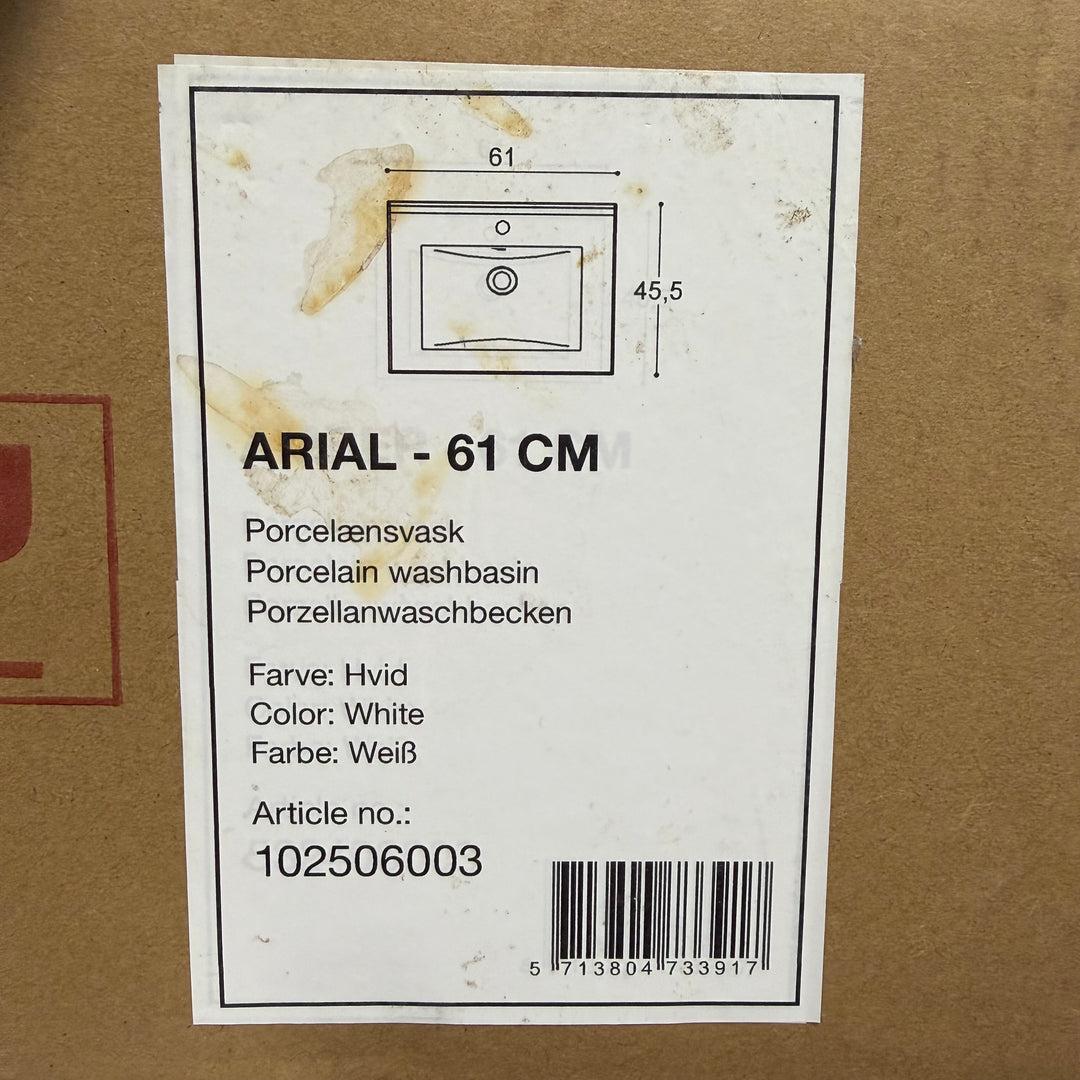 61
45,5
ARIAL - 61 CM
Porcelænsvask
Porcelain washbasin
Porzellanwaschbecken
Farve: Hvid
Color: White
Farbe: Weiß
Article no.:
102506003
5 713804 733917